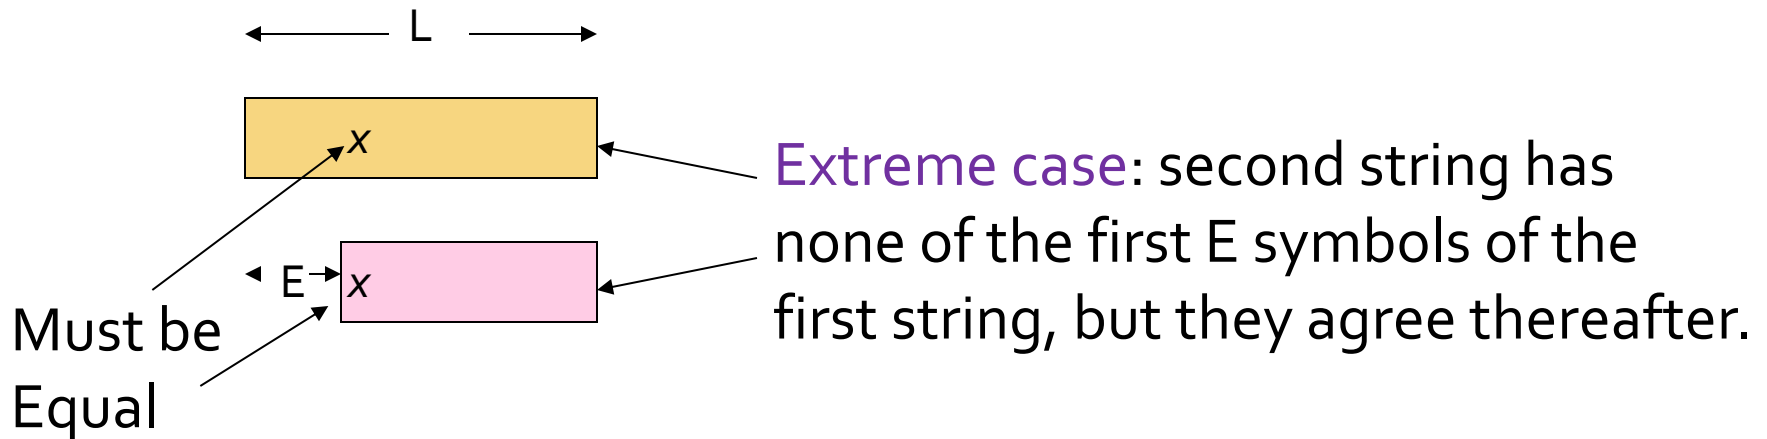 L
x
Extreme case: second string has
none of the first E symbols of the
first string, but they agree thereafter.
E
x
Must be
Equal